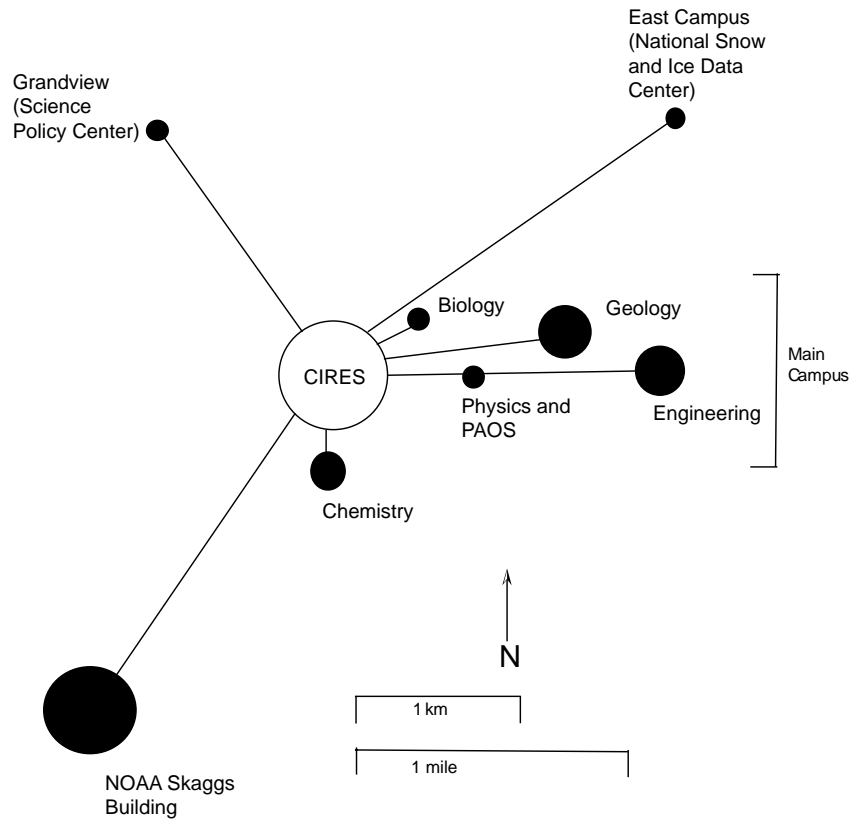 East Campus
(National Snow
and Ice Data
Center)
Grandview
(Science
Policy Center)
Biology
Geology
Main
Campus
CIRES
Physics and
PAOS
Engineering
Chemistry
N
1 km
1 mile
NOAA Skaggs
Building